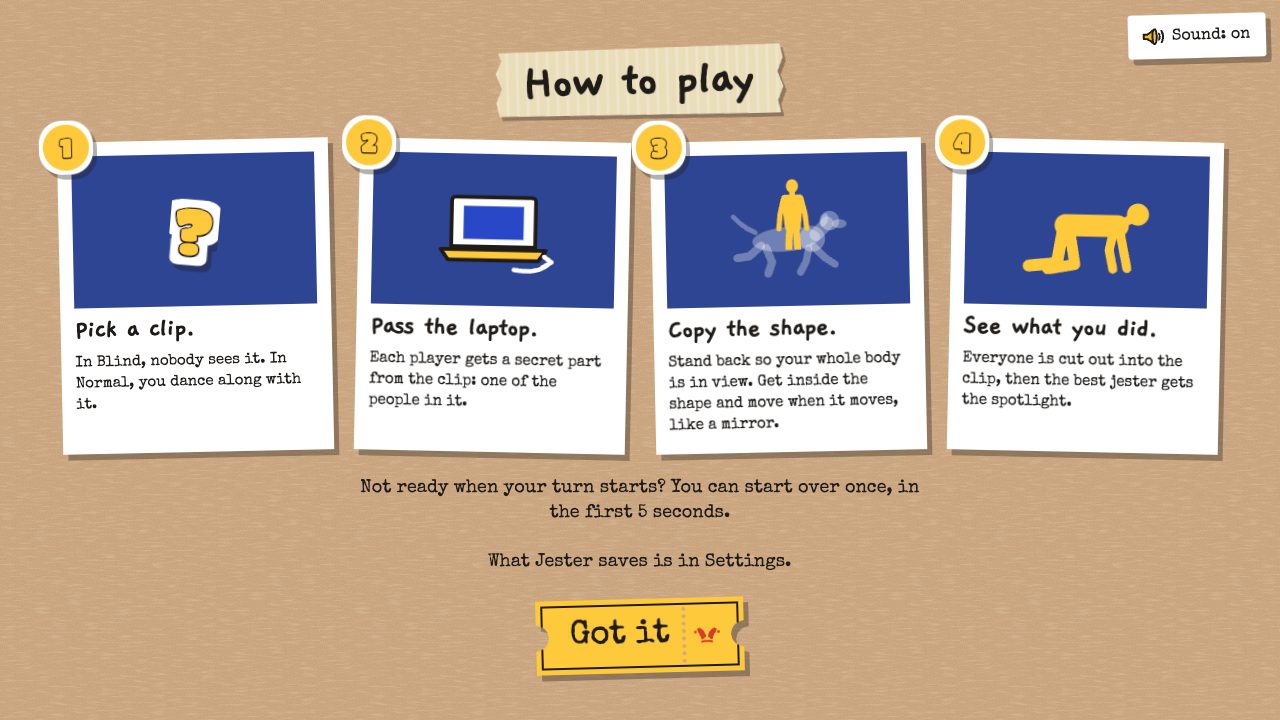 Sound: on
How to play
1
2
3
4
?
Pick a clip.
In Blind, nobody sees it. In
Normal, you dance along with
it.
Pass the laptop.
Each player gets a secret part
from the clip: one of the
people in it.
Copy the shape.
Stand back so your whole body
is in view. Get inside the
shape and move when it moves,
like a mirror.
See what you did.
Everyone is cut out into the
clip, then the best jester gets
the spotlight.
Not ready when your turn starts? You can start over once, in
the first 5 seconds.
What Jester saves is in Settings.
Got it